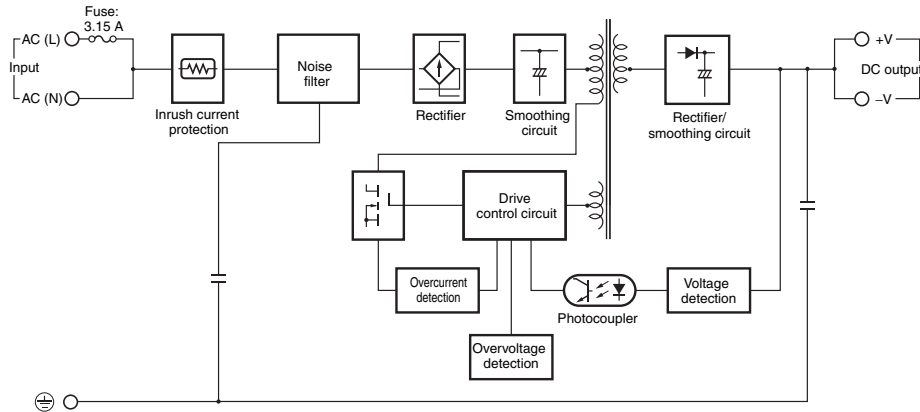 Fuse:
3.15 A
AC (L)
Input
AC (N)
Inrush current
protection
Noise
filter
Rectifier
Smoothing
circuit
Rectifier/
smoothing circuit
+V
DC output
–V
Drive
control circuit
Overcurrent
detection
Photocoupler
Voltage
detection
Overvoltage
detection